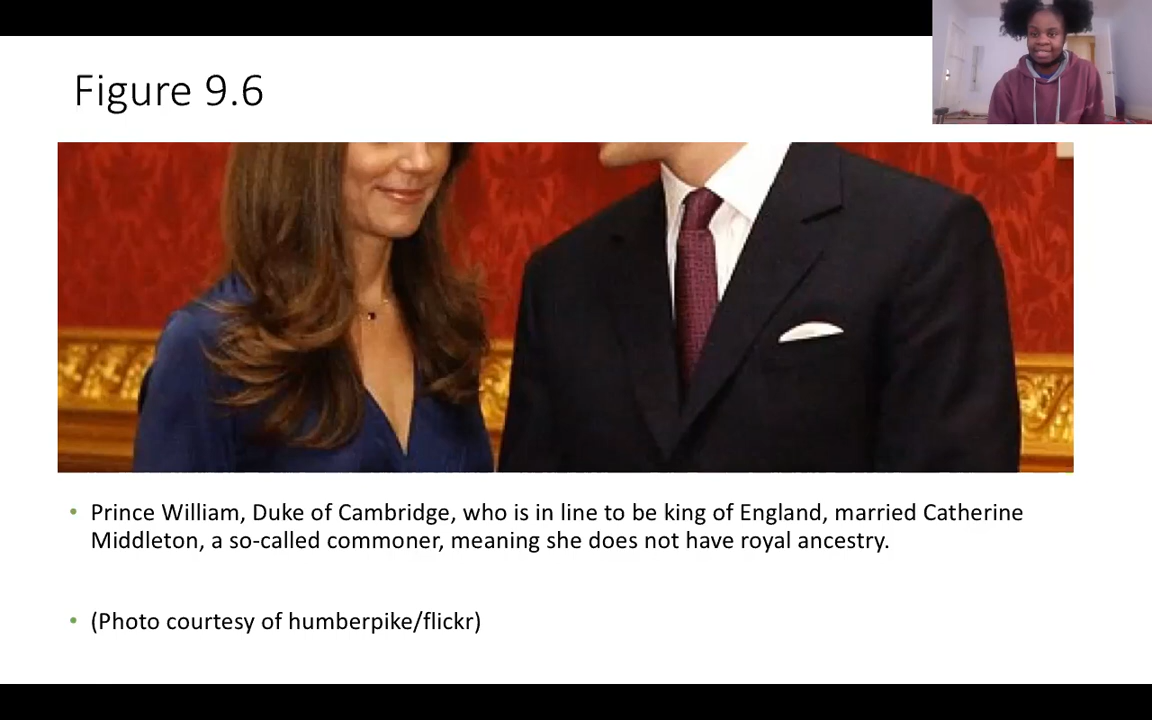 Figure 9.6
• Prince William, Duke of Cambridge, who is in line to be king of England, married Catherine
Middleton, a so-called commoner, meaning she does not have royal ancestry.
• (Photo courtesy of humberpike/flickr)